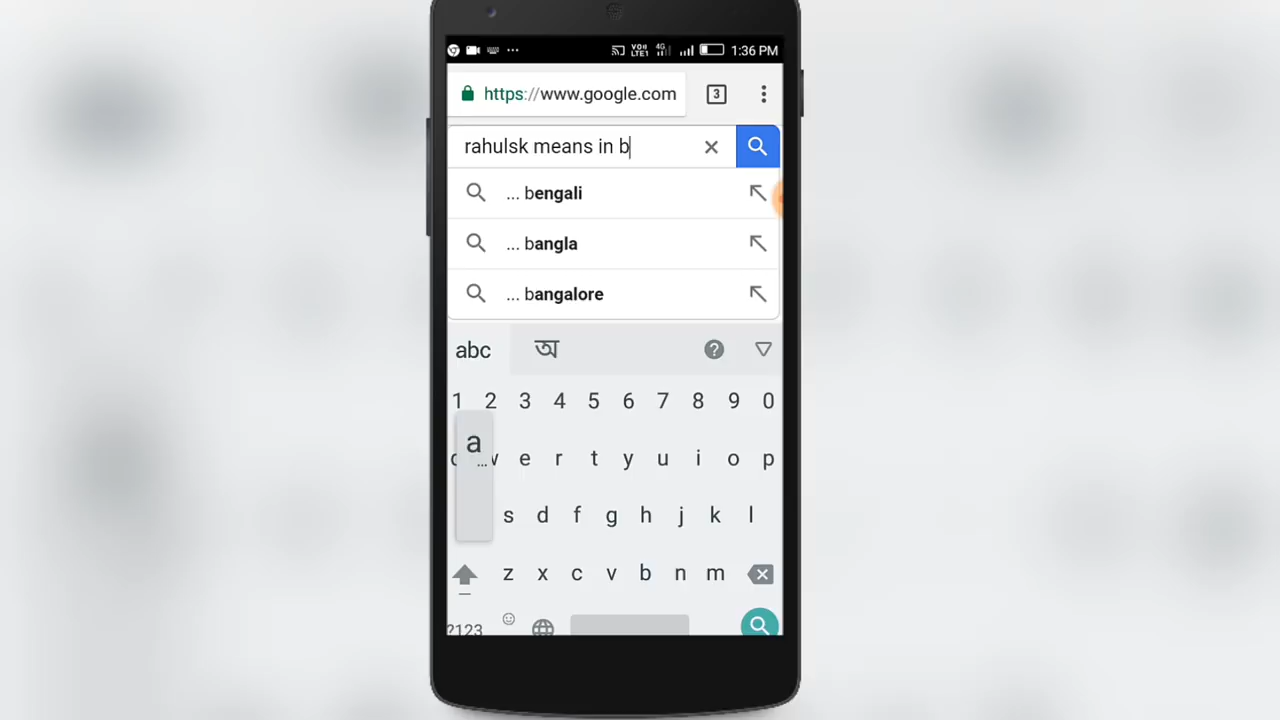 1:36 PM
https://www.google.com
3
rahulsk means in b
... bengali
... bangla
... bangalore
abc অ
1 2 3 4 5 6 7 8 9 0
a
e r t y u i o p
s d f g h j k l
z x c v b n m
?123